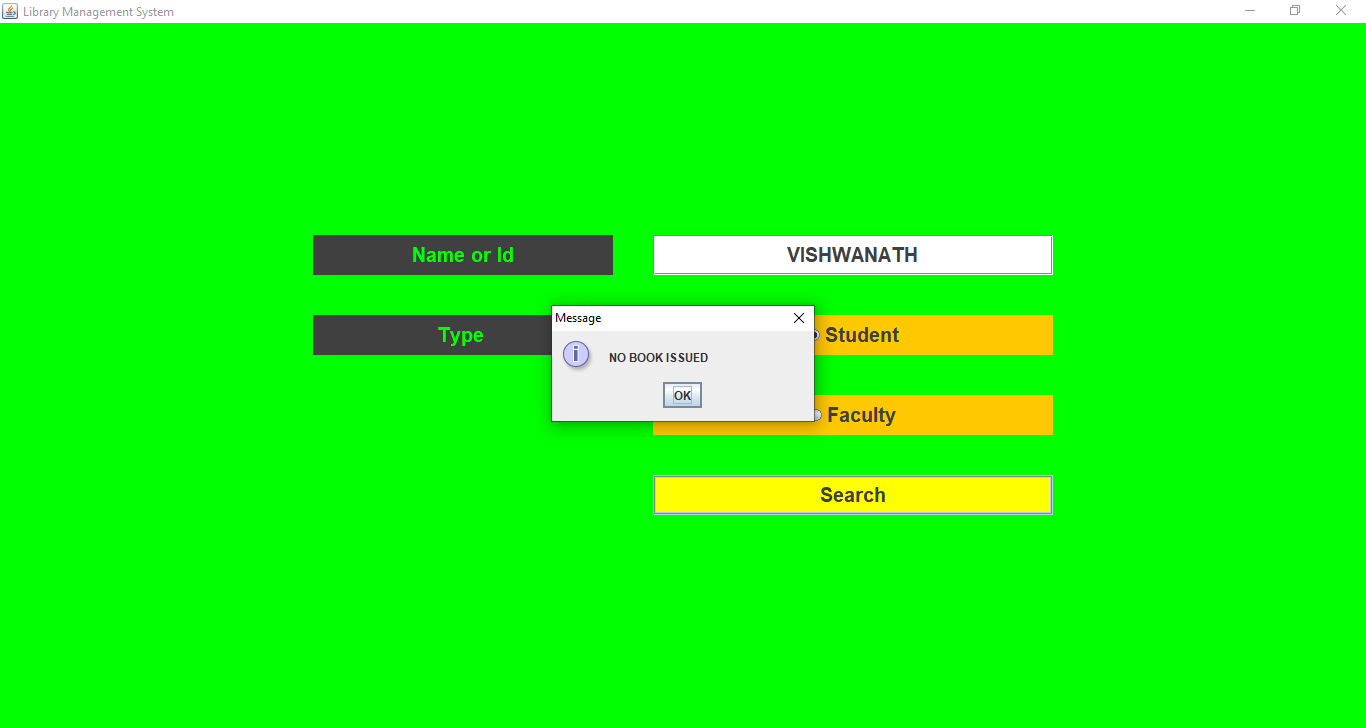 Library Management System
Name or Id
VISHWANATH
Message
Type
Student
NO BOOK ISSUED
OK
Faculty
Search